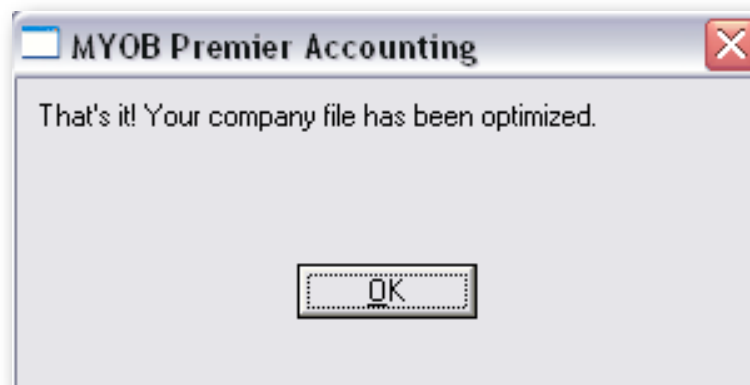 MYOB Premier Accounting
That's it! Your company file has been optimized.
OK